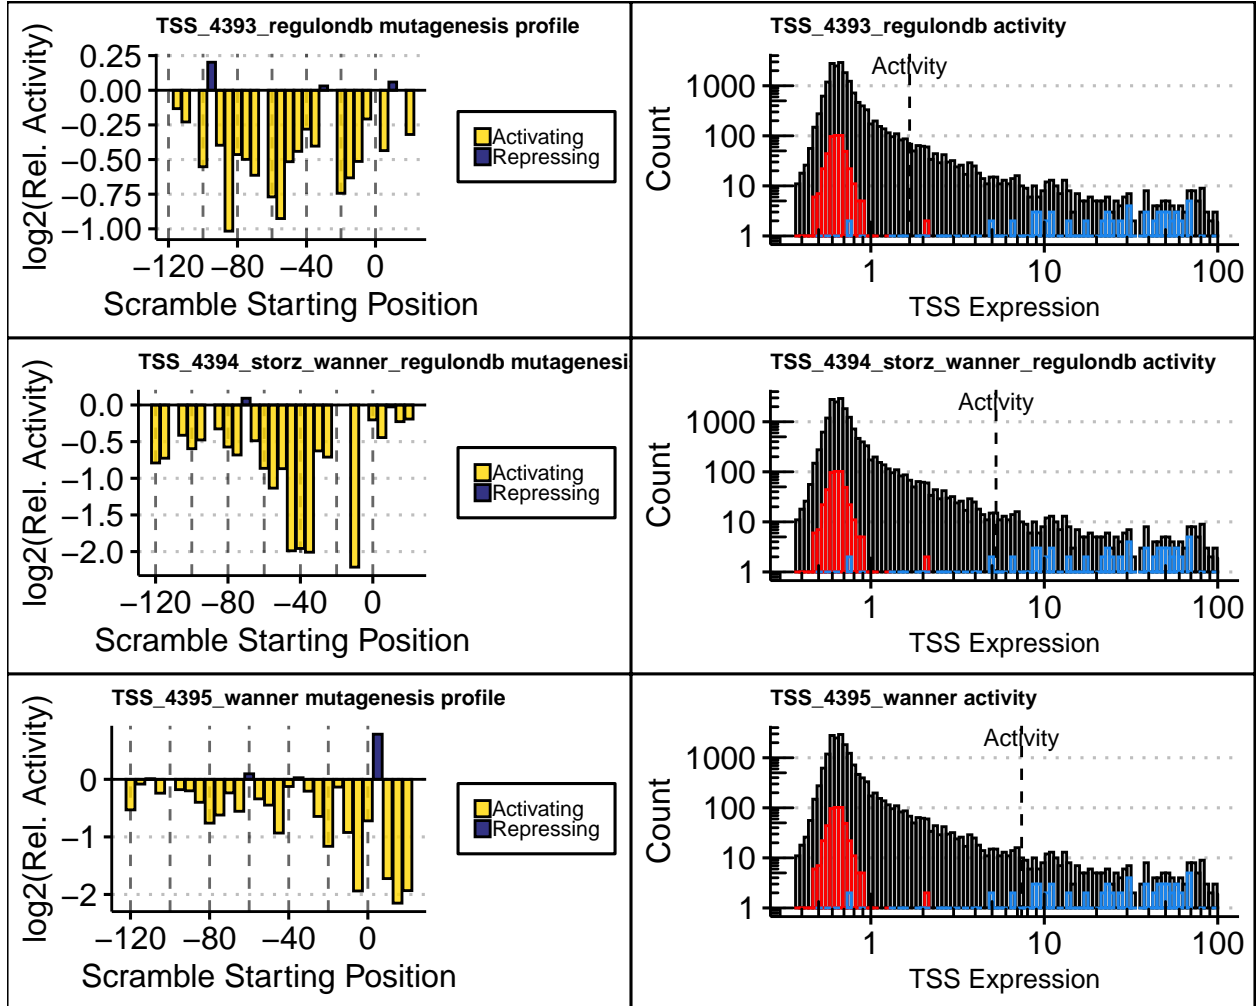 TSS_4393_regulondb mutagenesis profile
log2(Rel. Activity)
0.25
0.00
−0.25
−0.50
−0.75
−1.00
−120 −80 −40 0
Scramble Starting Position
Activating
Repressing
TSS_4393_regulondb activity
Activity
Count
1000
100
10
1
1 10 100
TSS Expression
TSS_4394_storz_wanner_regulondb mutagenesi
log2(Rel. Activity)
0.0
−0.5
−1.0
−1.5
−2.0
−120 −80 −40 0
Scramble Starting Position
Activating
Repressing
TSS_4394_storz_wanner_regulondb activity
Activity
Count
1000
100
10
1
1 10 100
TSS Expression
TSS_4395_wanner mutagenesis profile
log2(Rel. Activity)
0
−1
−2
−120 −80 −40 0
Scramble Starting Position
Activating
Repressing
TSS_4395_wanner activity
Activity
Count
1000
100
10
1
1 10 100
TSS Expression